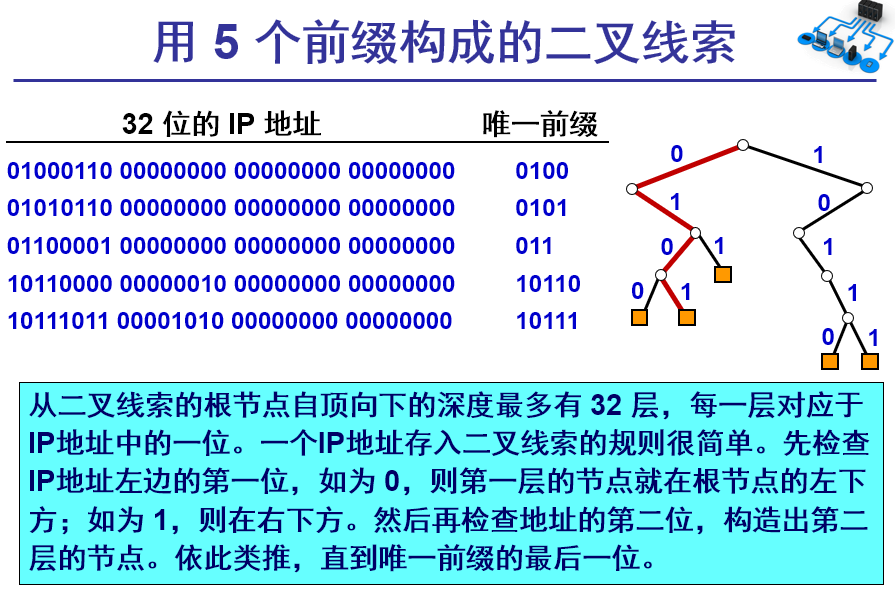 用 5 个前缀构成的二叉线索
32 位的 IP 地址 唯一前缀
01000110 00000000 00000000 00000000 0100
01010110 00000000 00000000 00000000 0101
01100001 00000000 00000000 00000000 011
10110000 00000010 00000000 00000000 10110
10111011 00001010 00000000 00000000 10111
0 1
1 0
0 1 1
0 1 1
0 1
从二叉线索的根节点自顶向下的深度最多有 32 层，每一层对应于
IP地址中的一位。一个IP地址存入二叉线索的规则很简单。先检查
IP地址左边的第一位，如为 0，则第一层的节点就在根节点的左下
方；如为 1，则在右下方。然后再检查地址的第二位，构造出第二
层的节点。依此类推，直到唯一前缀的最后一位。